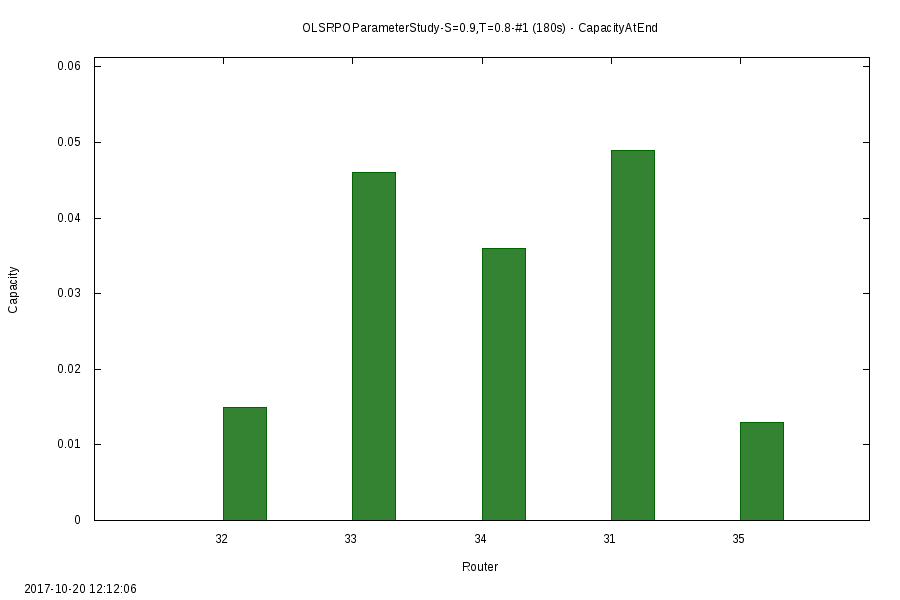 OLSRPOParameterStudy-S=0.9,T=0.8-#1 (180s) - CapacityAtEnd
0.06
0.05
0.04
0.03
0.02
0.01
0
Capacity
32 33 34 31 35
Router
2017-10-20 12:12:06